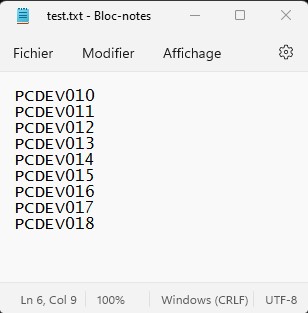 test.txt - Bloc-notes
Fichier Modifier Affichage
PCDEV010
PCDEV011
PCDEV012
PCDEV013
PCDEV014
PCDEV015
PCDEV016
PCDEV017
PCDEV018
Ln 6, Col 9 100% Windows (CRLF) UTF-8